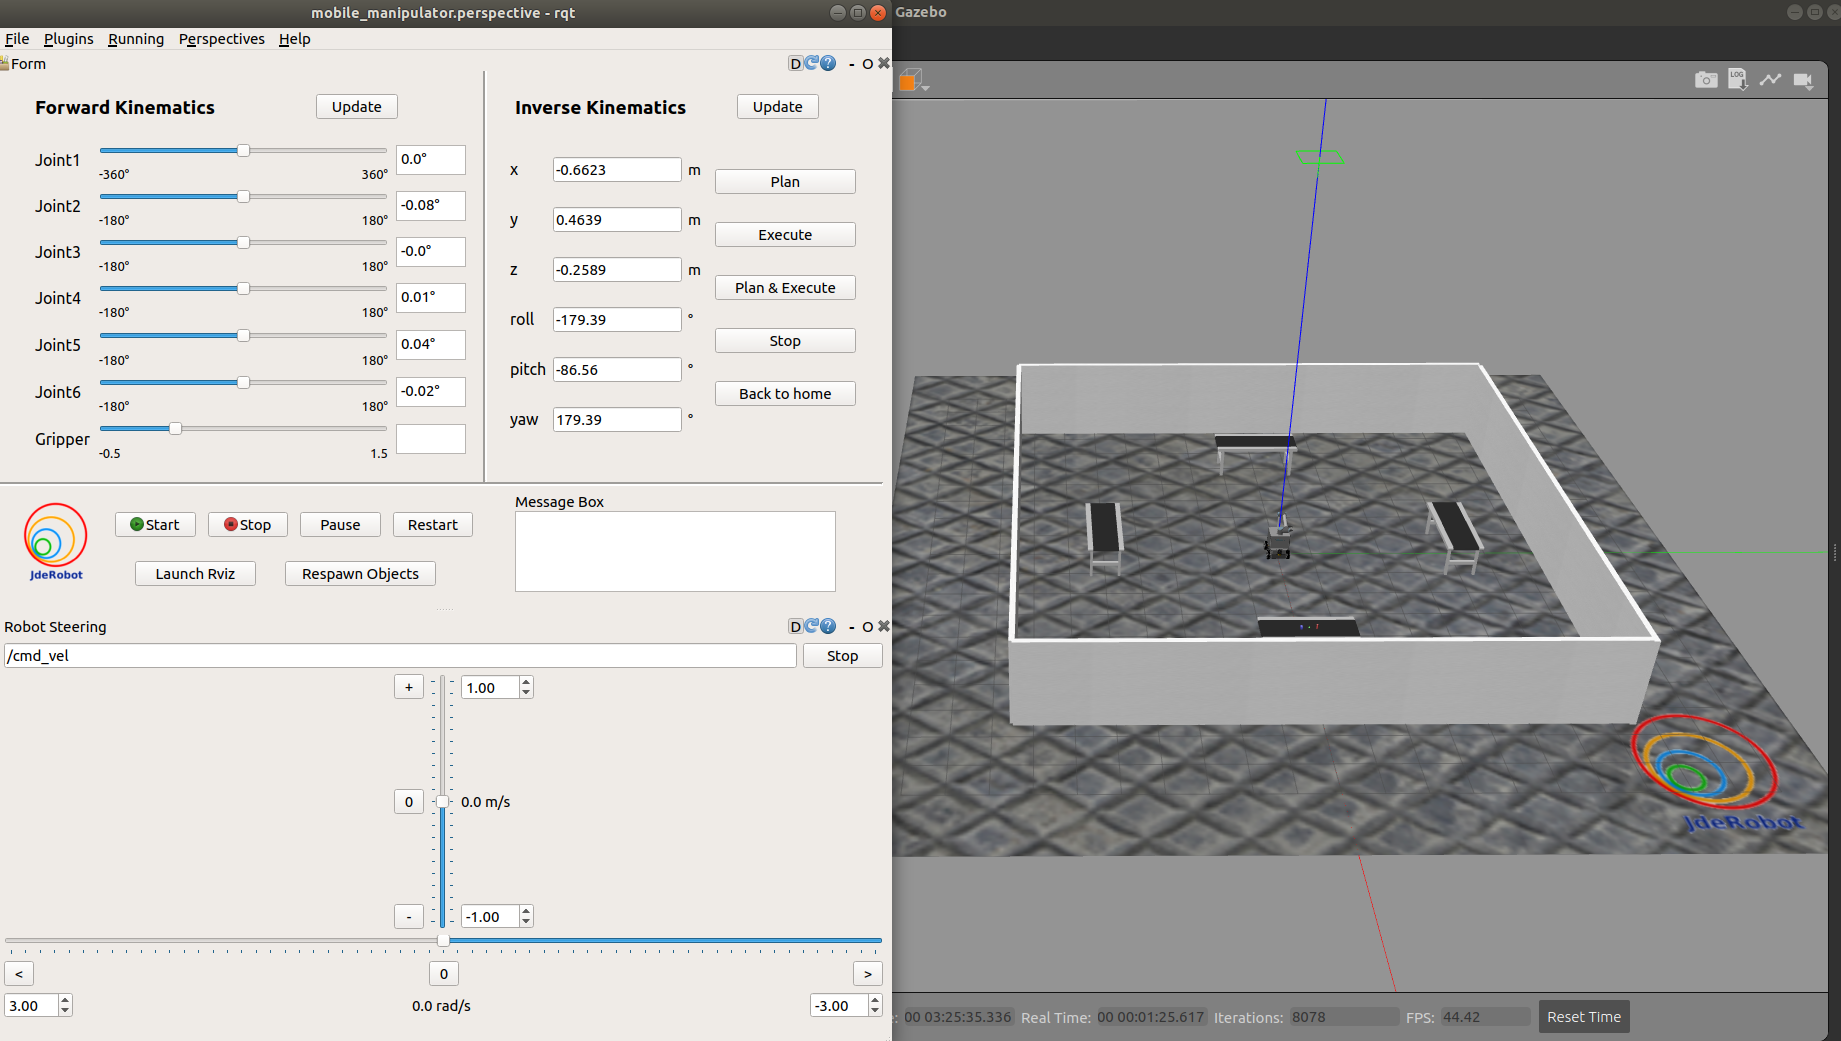 mobile_manipulator.perspective - rqt
File Plugins Running Perspectives Help
Form
D ? - O
Forward Kinematics
Update
Joint1
-360° 360°
0.0°
Joint2
-180° 180°
-0.08°
Joint3
-180° 180°
-0.0°
Joint4
-180° 180°
0.01°
Joint5
-180° 180°
0.04°
Joint6
-180° 180°
-0.02°
Gripper
-0.5 1.5
Inverse Kinematics
Update
x -0.6623 m
y 0.4639 m
z -0.2589 m
roll -179.39 °
pitch -86.56 °
yaw 179.39 °
Plan
Execute
Plan & Execute
Stop
Back to home
JdeRobot
Start Stop Pause Restart
Launch Rviz Respawn Objects
Message Box
Robot Steering
D ? - O
/cmd_vel Stop
+ 1.00
0 0.0 m/s
- -1.00
< 0 >
3.00 0.0 rad/s -3.00
Gazebo
LOG
JdeRobot
: 00 03:25:35.336 Real Time: 00 00:01:25.617 Iterations: 8078 FPS: 44.42 Reset Time